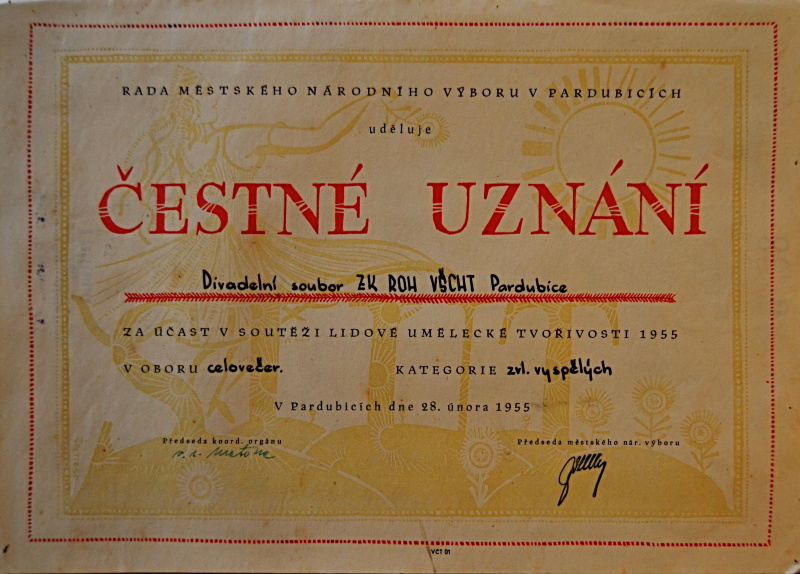 RADA MĚSTSKÉHO NÁRODNÍHO VÝBORU V PARDUBICÍCH
uděluje
ČESTNÉ UZNÁNÍ
Divadelní soubor ZK ROH VŠCHT Pardubice
ZA ÚČAST V SOUTĚŽI LIDOVÉ UMĚLECKÉ TVOŘIVOSTI 1955
V OBORU celovečer. KATEGORIE zvl. vyspělých
V Pardubicích dne 28. února 1955
Předseda koord. orgánu Předseda městského nár. výboru
VČT 01